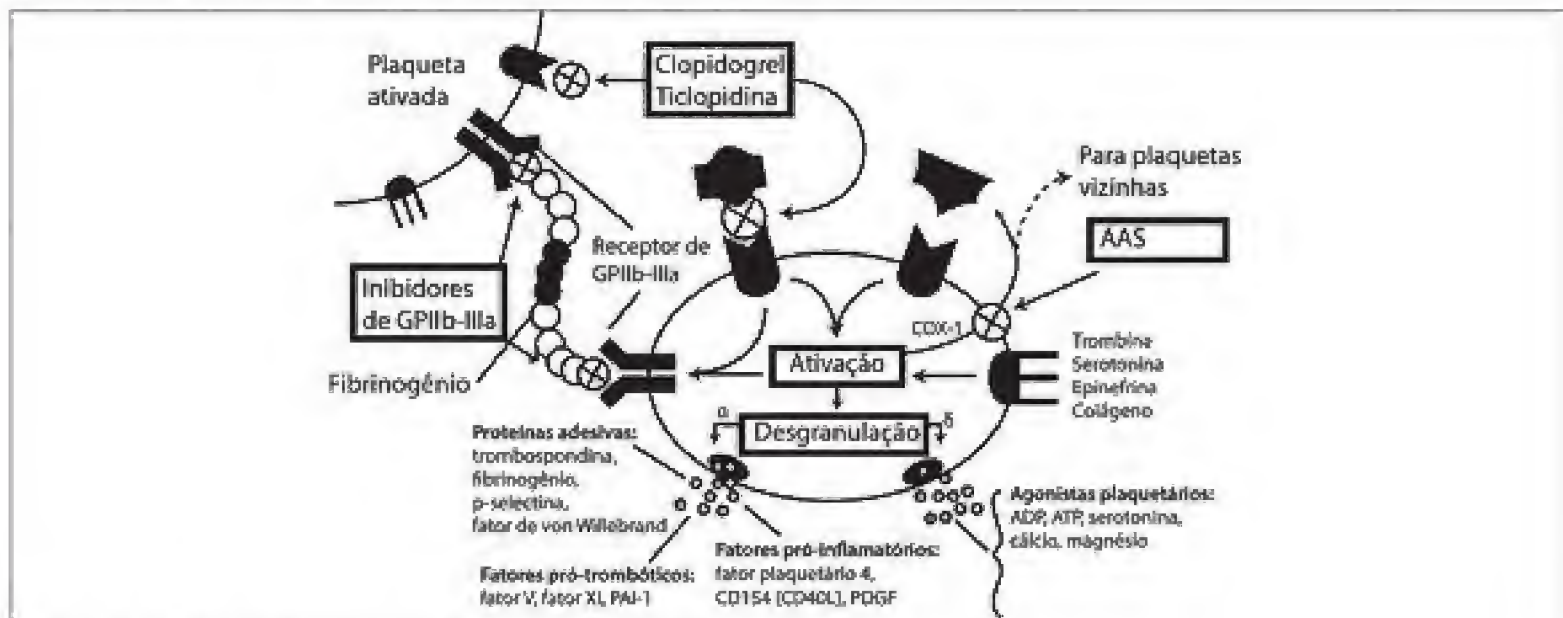 Plaqueta
ativada
Clopidogrel
Ticlopidina
Para plaquetas
vizinhas
AAS
Receptor de
GPIIb-IIIa
Inibidores
de GPIIb-IIIa
COX-1
Trombina
Serotonina
Epinefrina
Colágeno
Ativação
Fibrinogênio
α
Desgranulação
δ
Proteínas adesivas:
trombospondina,
fibrinogênio,
p-selectina,
fator de von Willebrand
Agonistas plaquetários:
ADP, ATP, serotonina,
cálcio, magnésio
Fatores pró-trombóticos:
fator V, fator XI, PAI-1
Fatores pró-inflamatórios:
fator plaquetário 4,
CD154 [CD40L], PDGF